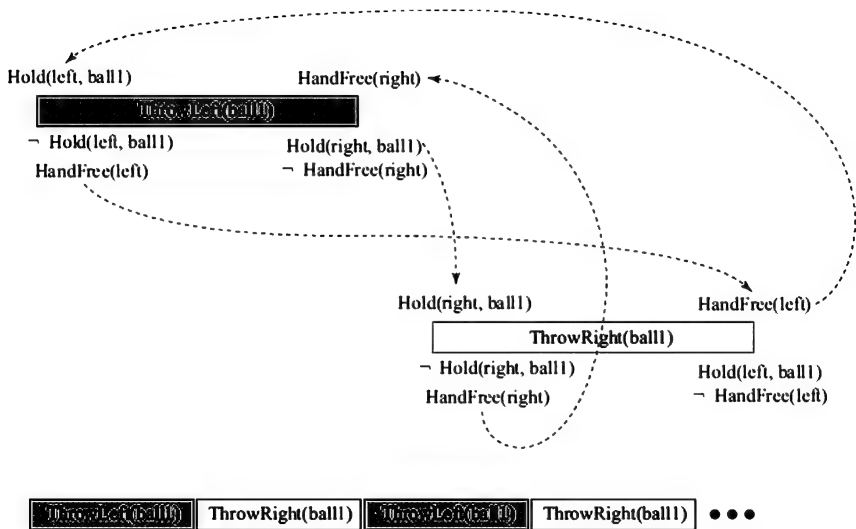 Hold(left, ball1)
HandFree(right)
ThrowLeft(ball1)
¬ Hold(left, ball1)
HandFree(left)
Hold(right, ball1)
¬ HandFree(right)
Hold(right, ball1)
HandFree(left)
ThrowRight(ball1)
¬ Hold(right, ball1)
HandFree(right)
Hold(left, ball1)
¬ HandFree(left)
ThrowLeft(ball1) ThrowRight(ball1) ThrowLeft(ball1) ThrowRight(ball1) •••